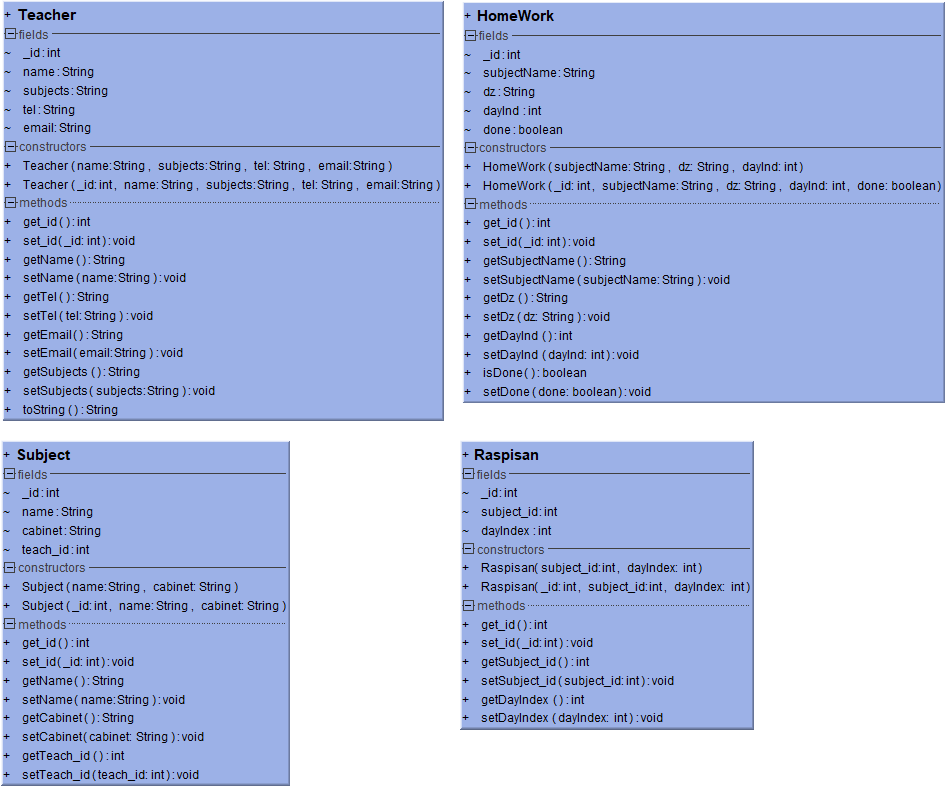 + Teacher
fields
~ _id: int
~ name: String
~ subjects: String
~ tel: String
~ email: String
constructors
+ Teacher (name: String , subjects: String , tel: String , email: String )
+ Teacher (_id: int, name: String , subjects: String , tel: String , email: String )
methods
+ get_id (): int
+ set_id (_id: int): void
+ getName (): String
+ setName (name: String ): void
+ getTel (): String
+ setTel (tel: String ): void
+ getEmail (): String
+ setEmail (email: String ): void
+ getSubjects (): String
+ setSubjects (subjects: String ): void
+ toString (): String
+ HomeWork
fields
~ _id: int
~ subjectName: String
~ dz: String
~ dayInd : int
~ done: boolean
constructors
+ HomeWork (subjectName: String , dz: String , dayInd: int)
+ HomeWork (_id: int, subjectName: String , dz: String , dayInd: int, done: boolean)
methods
+ get_id (): int
+ set_id (_id: int): void
+ getSubjectName (): String
+ setSubjectName (subjectName: String ): void
+ getDz (): String
+ setDz (dz: String ): void
+ getDayInd (): int
+ setDayInd (dayInd: int): void
+ isDone (): boolean
+ setDone (done: boolean): void
+ Subject
fields
~ _id: int
~ name: String
~ cabinet: String
~ teach_id: int
constructors
+ Subject (name: String , cabinet: String )
+ Subject (_id: int, name: String , cabinet: String )
methods
+ get_id (): int
+ set_id (_id: int): void
+ getName (): String
+ setName (name: String ): void
+ getCabinet (): String
+ setCabinet (cabinet: String ): void
+ getTeach_id (): int
+ setTeach_id (teach_id: int): void
+ Raspisan
fields
~ _id: int
~ subject_id: int
~ dayIndex : int
constructors
+ Raspisan (subject_id: int, dayIndex: int)
+ Raspisan (_id: int, subject_id: int, dayIndex: int)
methods
+ get_id (): int
+ set_id (_id: int): void
+ getSubject_id (): int
+ setSubject_id (subject_id: int): void
+ getDayIndex (): int
+ setDayIndex (dayIndex: int): void